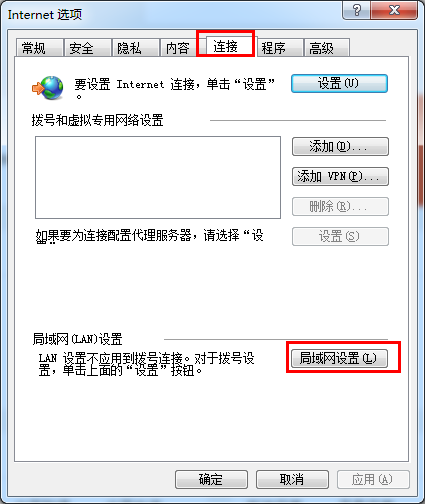 Internet 选项
常规 安全 隐私 内容 连接 程序 高级
要设置 Internet 连接，单击“设置”
。
设置(U)
拨号和虚拟专用网络设置
添加(D)...
添加 VPN(P)...
删除(R)...
如果要为连接配置代理服务器，请选择“设
置”
设置(S)
局域网(LAN)设置
LAN 设置不应用到拨号连接。对于拨号设
置，单击上面的“设置”按钮。
局域网设置(L)
确定 取消 应用(A)